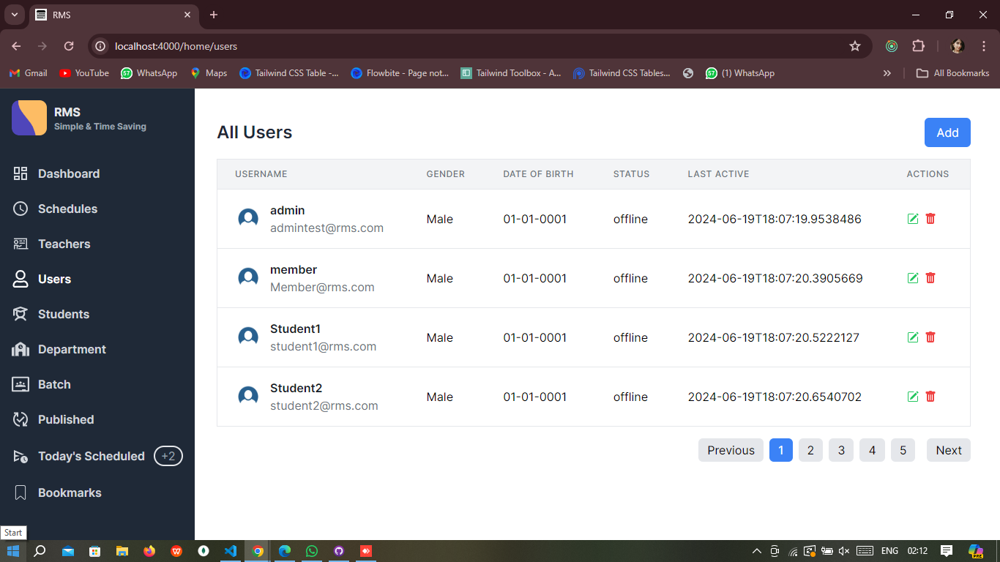 RMS
localhost:4000/home/users
Gmail
YouTube
57
WhatsApp
Maps
Tailwind CSS Table -...
Flowbite - Page not...
Tailwind Toolbox - A...
Tailwind CSS Tables...
57
(1) WhatsApp
All Bookmarks
RMS
Simple & Time Saving
Dashboard
Schedules
Teachers
Users
Students
Department
Batch
Published
Today's Scheduled +2
Bookmarks
All Users
Add
USERNAME GENDER DATE OF BIRTH STATUS LAST ACTIVE ACTIONS
admin
admintest@rms.com
Male 01-01-0001 offline 2024-06-19T18:07:19.9538486
member
Member@rms.com
Male 01-01-0001 offline 2024-06-19T18:07:20.3905669
Student1
student1@rms.com
Male 01-01-0001 offline 2024-06-19T18:07:20.5222127
Student2
student2@rms.com
Male 01-01-0001 offline 2024-06-19T18:07:20.6540702
Previous 1 2 3 4 5 Next
Start
ENG 02:12
PRE